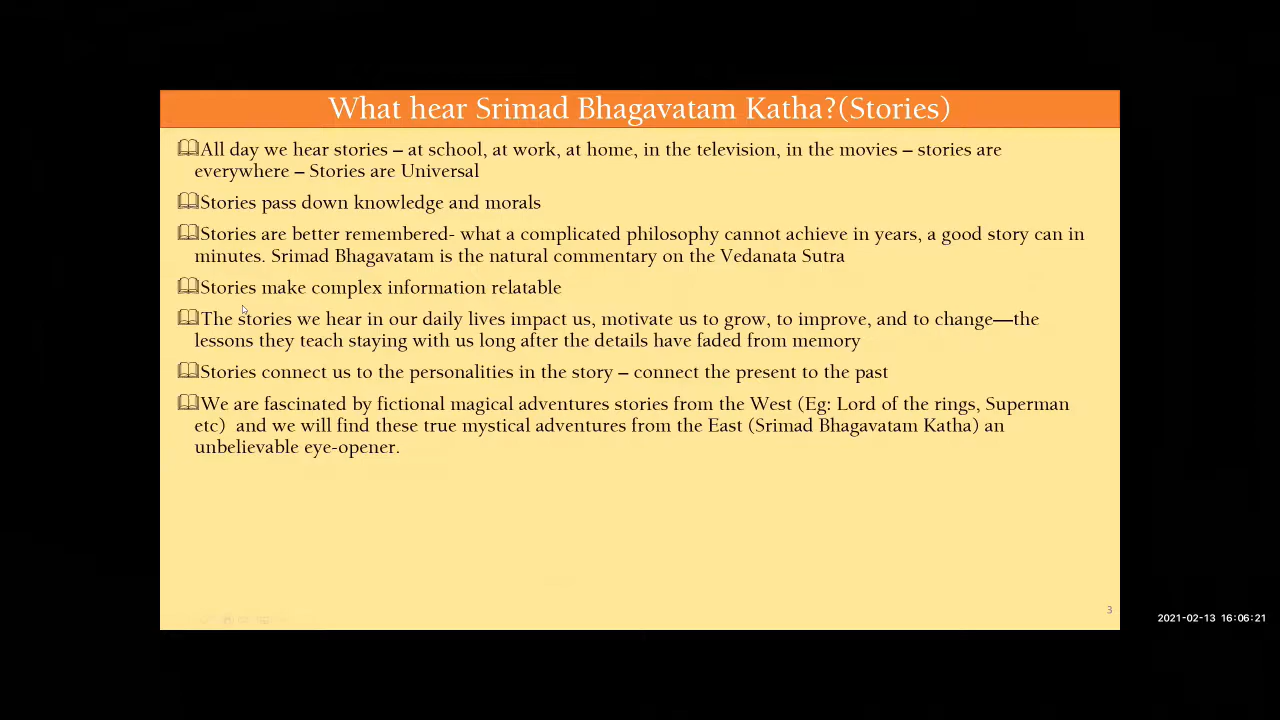 What hear Srimad Bhagavatam Katha?(Stories)
All day we hear stories – at school, at work, at home, in the television, in the movies – stories are
everywhere – Stories are Universal
Stories pass down knowledge and morals
Stories are better remembered- what a complicated philosophy cannot achieve in years, a good story can in
minutes. Srimad Bhagavatam is the natural commentary on the Vedanata Sutra
Stories make complex information relatable
The stories we hear in our daily lives impact us, motivate us to grow, to improve, and to change—the
lessons they teach staying with us long after the details have faded from memory
Stories connect us to the personalities in the story – connect the present to the past
We are fascinated by fictional magical adventures stories from the West (Eg: Lord of the rings, Superman
etc)  and we will find these true mystical adventures from the East (Srimad Bhagavatam Katha) an
unbelievable eye-opener.
3
2021-02-13 16:06:21